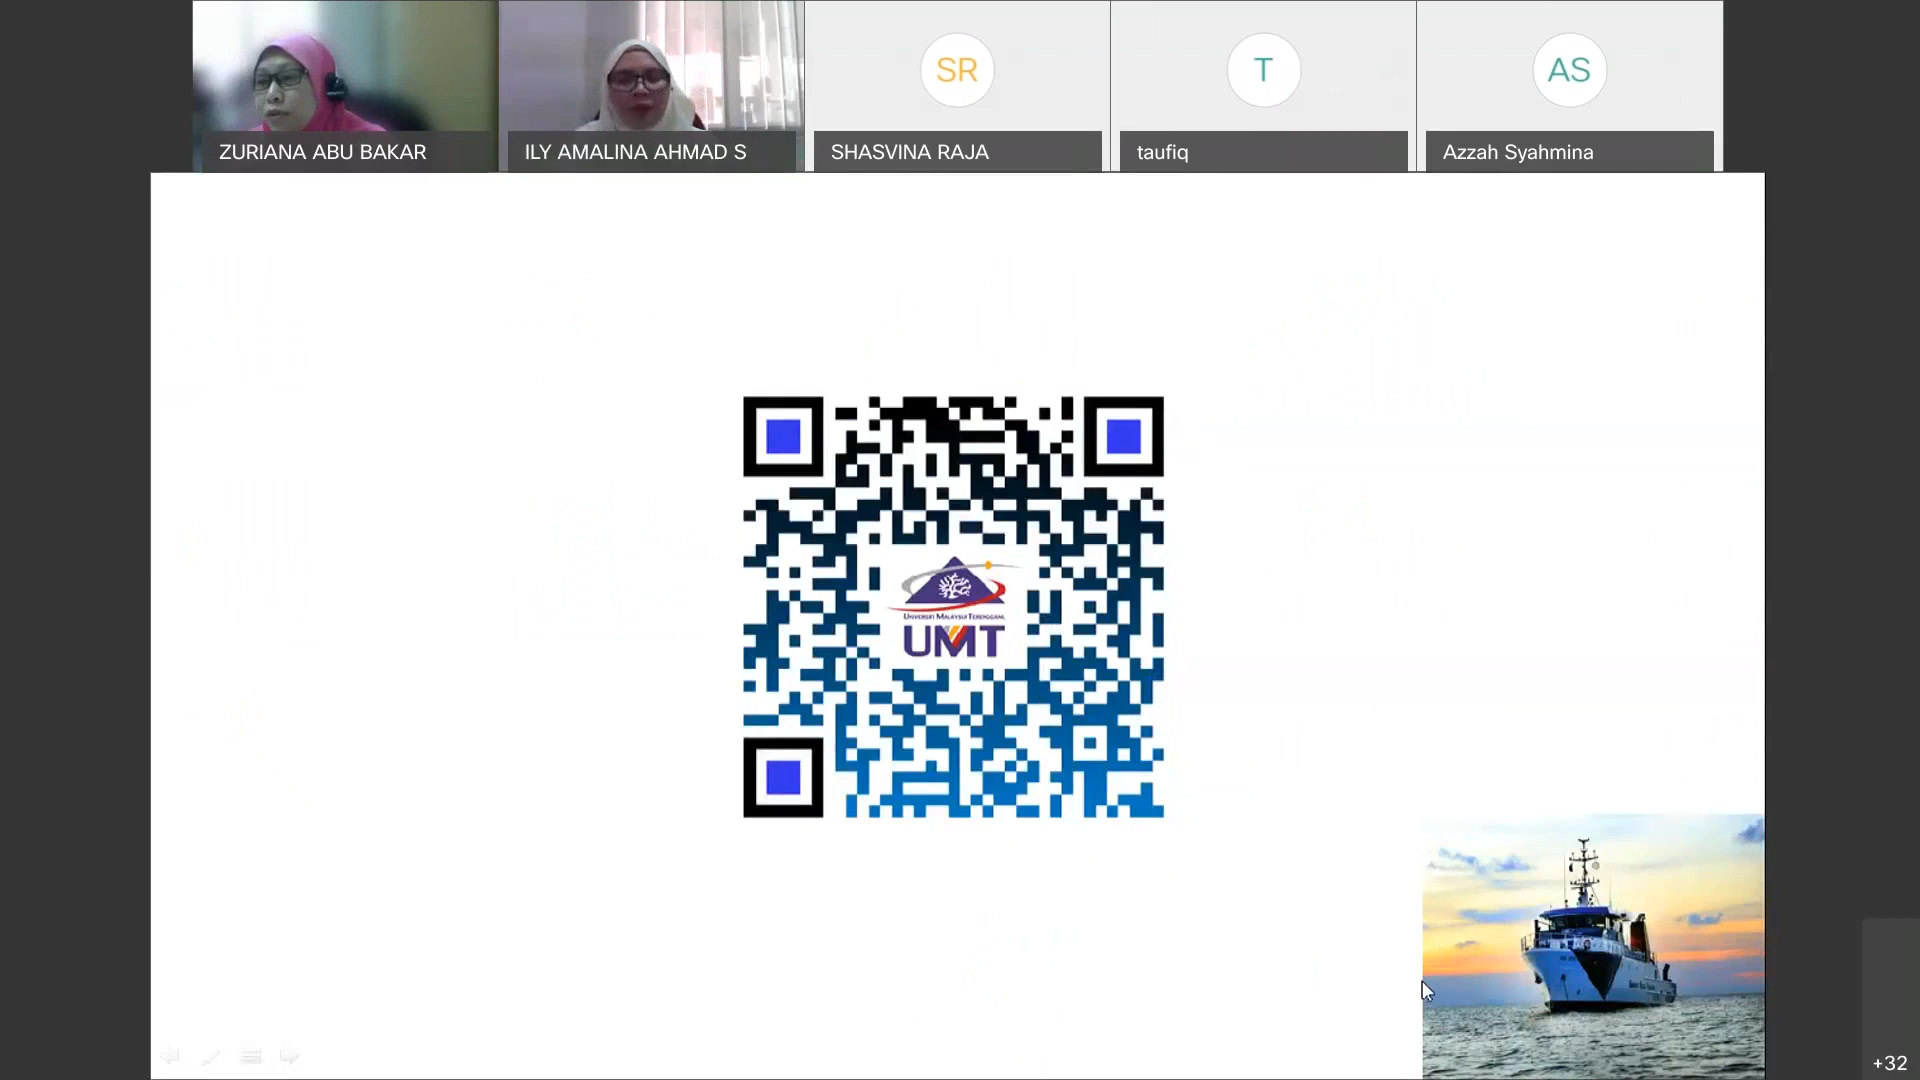 SR
T
AS
ZURIANA ABU BAKAR
ILY AMALINA AHMAD S
SHASVINA RAJA
taufiq
Azzah Syahmina
UNIVERSITI MALAYSIA TERENGGANU
UMT
+32